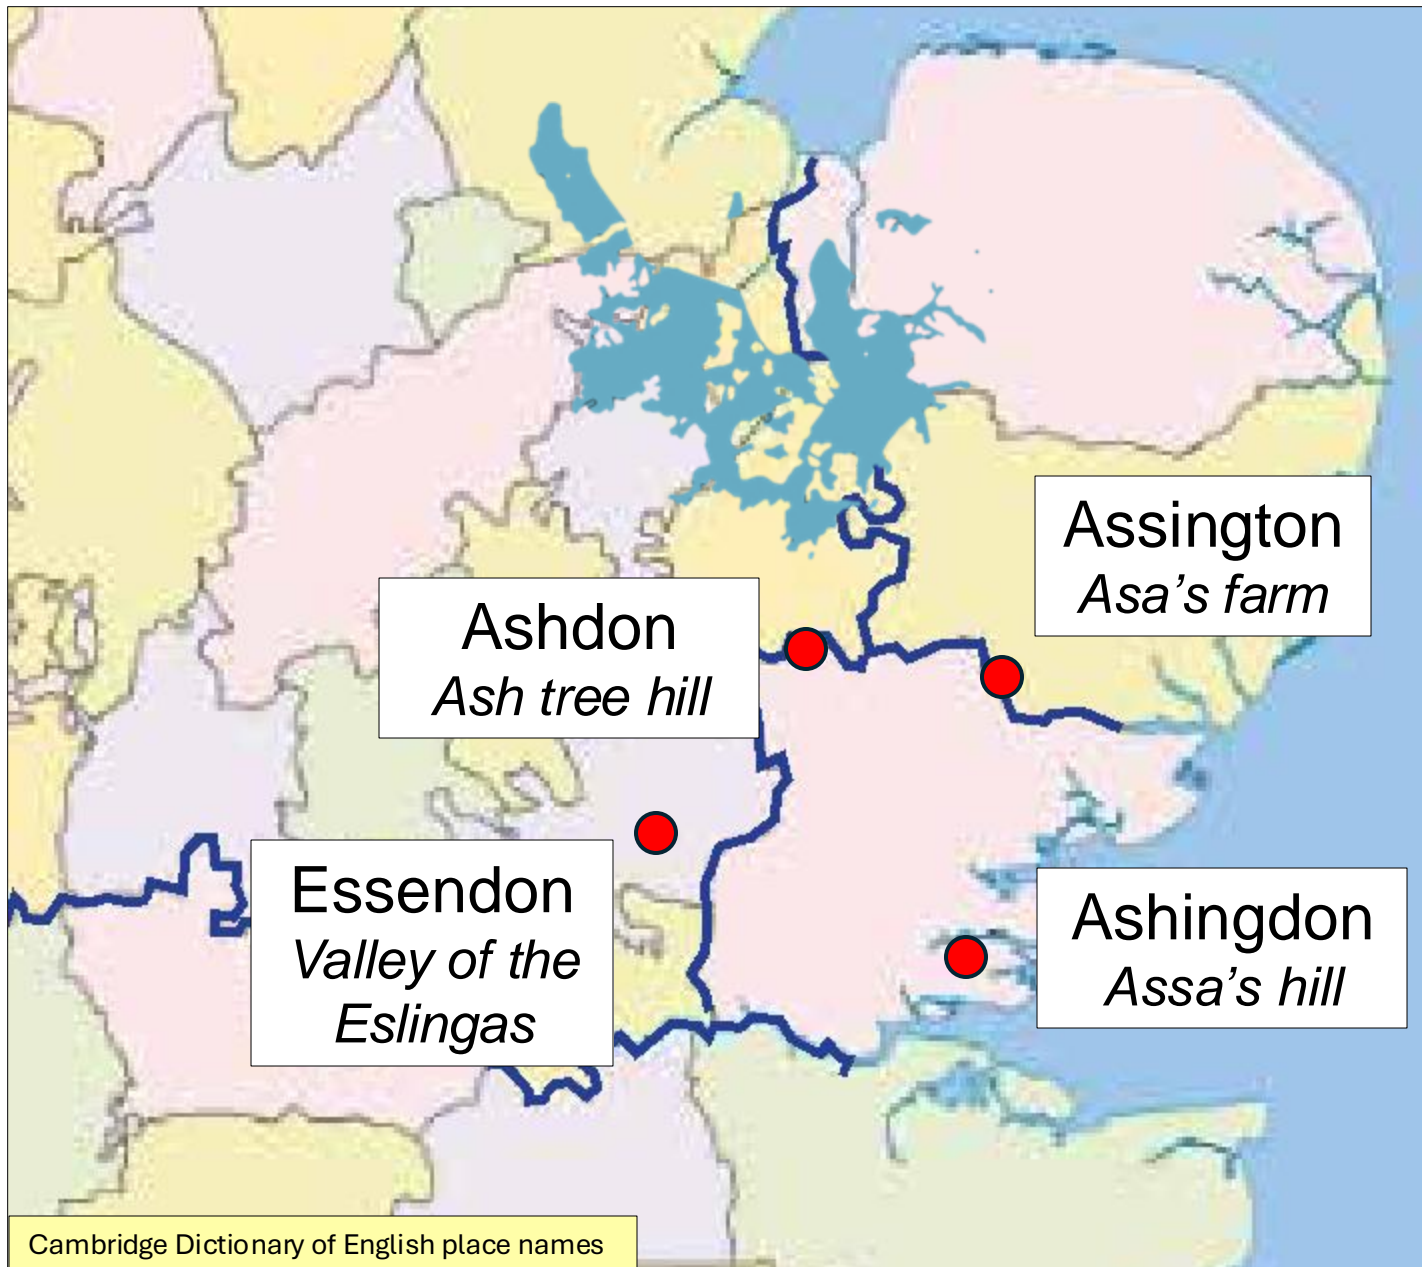 Assington
Asa's farm
Ashdon
Ash tree hill
Essendon
Valley of the
Eslingas
Ashingdon
Assa's hill
Cambridge Dictionary of English place names